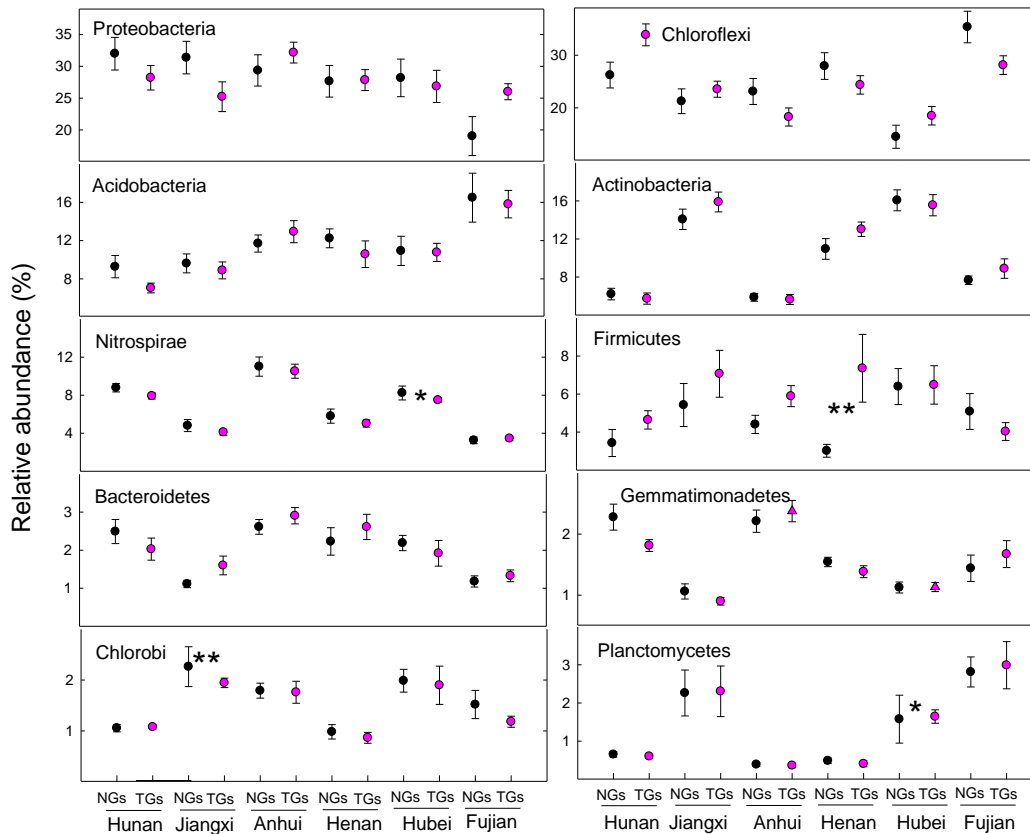 Relative abundance (%)
Proteobacteria
35
30
25
20
Chloroflexi
30
20
Acidobacteria
16
12
8
Actinobacteria
16
12
8
Nitrospirae
12
8
4
*
Firmicutes
8
6
4
**
Bacteroidetes
3
2
1
Gemmatimonadetes
2
1
Chlorobi
2
1
**
Planctomycetes
3
2
1
*
NGs TGs NGs TGs NGs TGs NGs TGs NGs TGs NGs TGs
Hunan Jiangxi Anhui Henan Hubei Fujian
NGs TGs NGs TGs NGs TGs NGs TGs NGs TGs NGs TGs
Hunan Jiangxi Anhui Henan Hubei Fujian